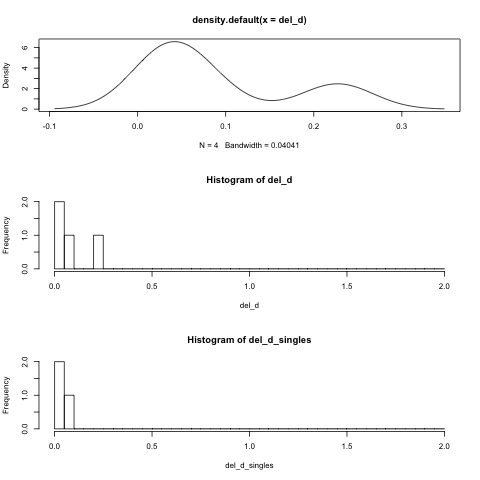 density.default(x = del_d)
Density
0 2 4 6
-0.1 0.0 0.1 0.2 0.3
N = 4 Bandwidth = 0.04041
Histogram of del_d
Frequency
0.0 1.0 2.0
0.0 0.5 1.0 1.5 2.0
del_d
Histogram of del_d_singles
Frequency
0.0 1.0 2.0
0.0 0.5 1.0 1.5 2.0
del_d_singles